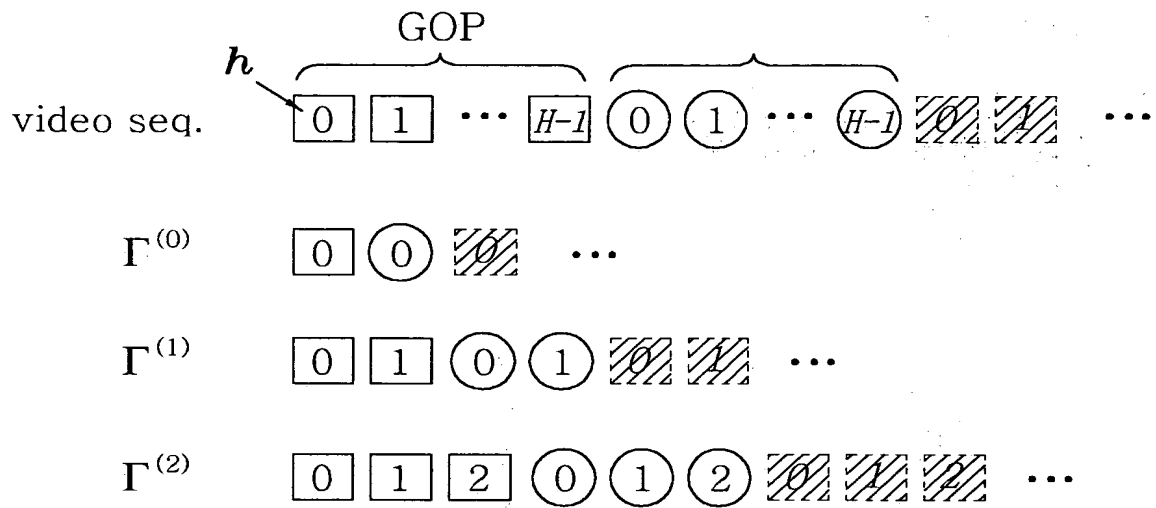 GOP
h
video seq. 0 1 ... H-1 0 1 ... H-1 0 1 ...
Γ(0) 0 0 0 ...
Γ(1) 0 1 0 1 0 1 ...
Γ(2) 0 1 2 0 1 2 0 1 2 ...